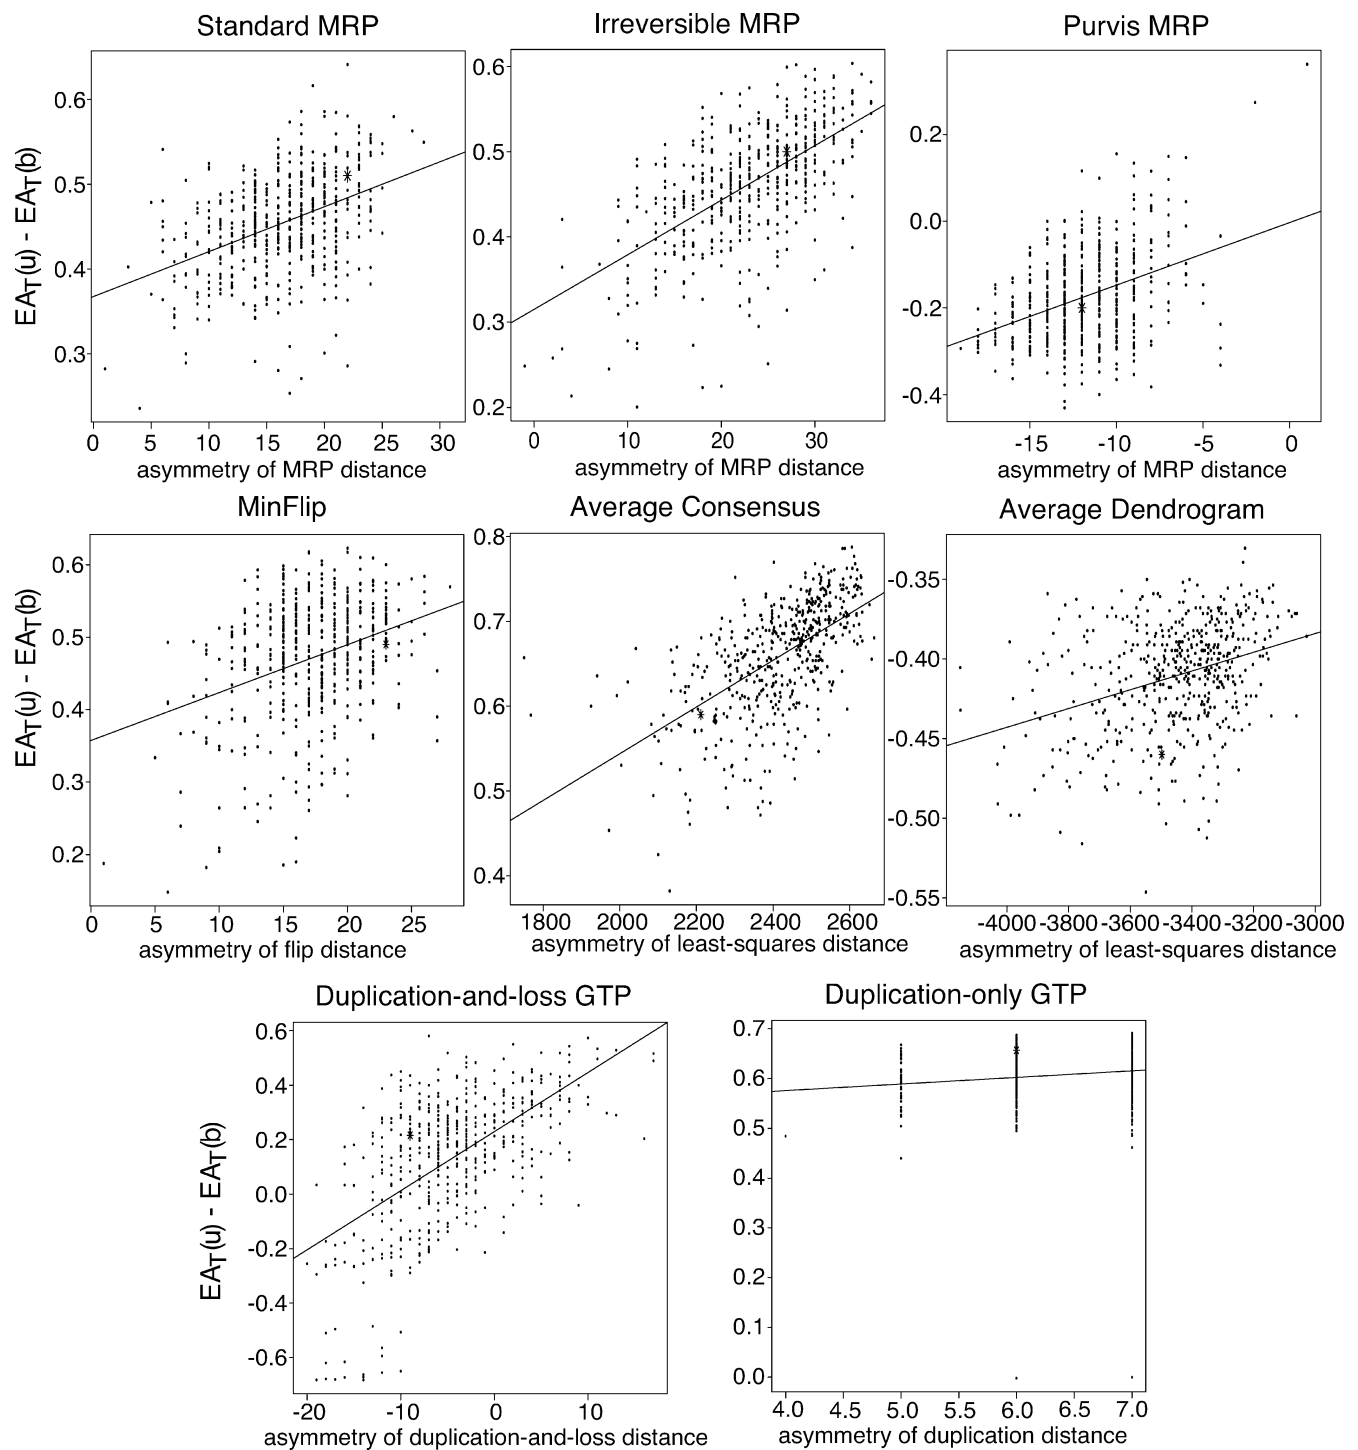 Standard MRP
Irreversible MRP
Purvis MRP
EAT(u) - EAT(b)
0.6
0.5
0.4
0.3
0 5 10 15 20 25 30
asymmetry of MRP distance
0.6
0.5
0.4
0.3
0.2
0 10 20 30
asymmetry of MRP distance
0.2
0.0
-0.2
-0.4
-15 -10 -5 0
asymmetry of MRP distance
MinFlip
Average Consensus
Average Dendrogram
EAT(u) - EAT(b)
0.6
0.5
0.4
0.3
0.2
0 5 10 15 20 25
asymmetry of flip distance
0.8
0.7
0.6
0.5
0.4
1800 2000 2200 2400 2600
asymmetry of least-squares distance
-0.35
-0.40
-0.45
-0.50
-0.55
-4000 -3800 -3600 -3400 -3200 -3000
asymmetry of least-squares distance
Duplication-and-loss GTP
Duplication-only GTP
EAT(u) - EAT(b)
0.6
0.4
0.2
0.0
-0.2
-0.4
-0.6
-20 -10 0 10
asymmetry of duplication-and-loss distance
0.7
0.6
0.5
0.4
0.3
0.2
0.1
0.0
4.0 4.5 5.0 5.5 6.0 6.5 7.0
asymmetry of duplication distance